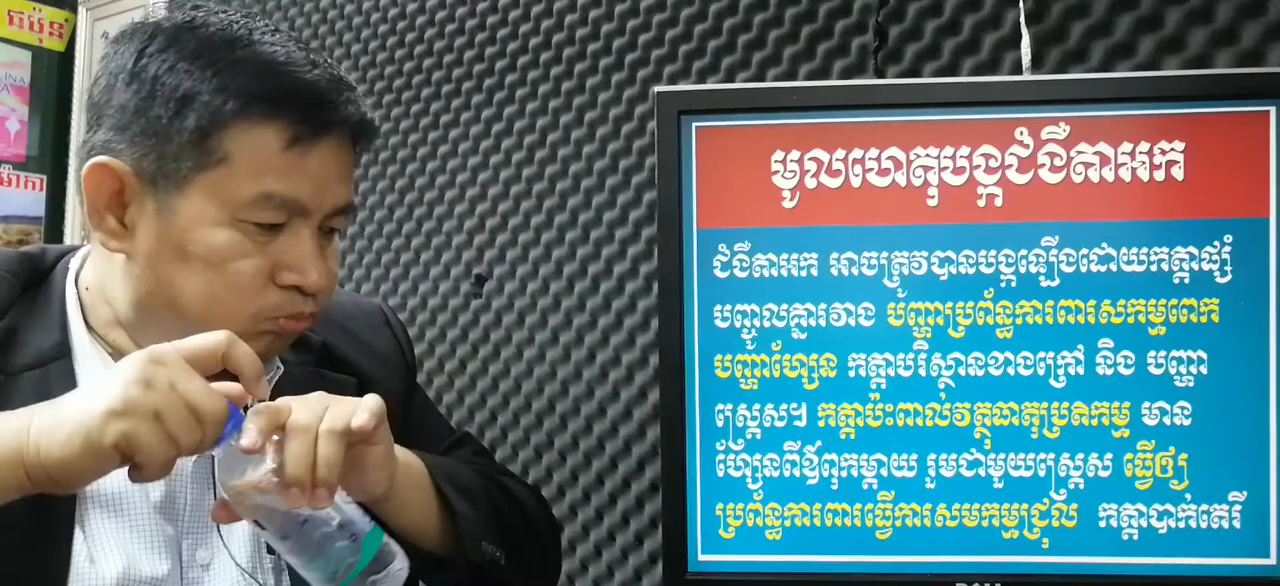 ធប៉ុន
INA
A
ម៉ាកា
មូលហេតុបង្កជំងឺតាអក
ជំងឺតាអក អាចត្រូវបានបង្កឡើងដោយកត្តាផ្សំ
បញ្ចូលគ្នារវាង បញ្ហាប្រព័ន្ធការពារសកម្មពេក
បញ្ហាហ្សែន កត្តាបរិស្ថានខាងក្រៅ និង បញ្ហា
ស្ត្រេស។ កត្តាប៉ះពាល់វត្ថុធាតុប្រតិកម្ម មាន
ហ្សែនពីឪពុកម្តាយ រួមជាមួយស្ត្រេស ធ្វើឲ្យ
ប្រព័ន្ធការពារធ្វើការសមកម្មជ្រុល កត្តាបាក់តេរី